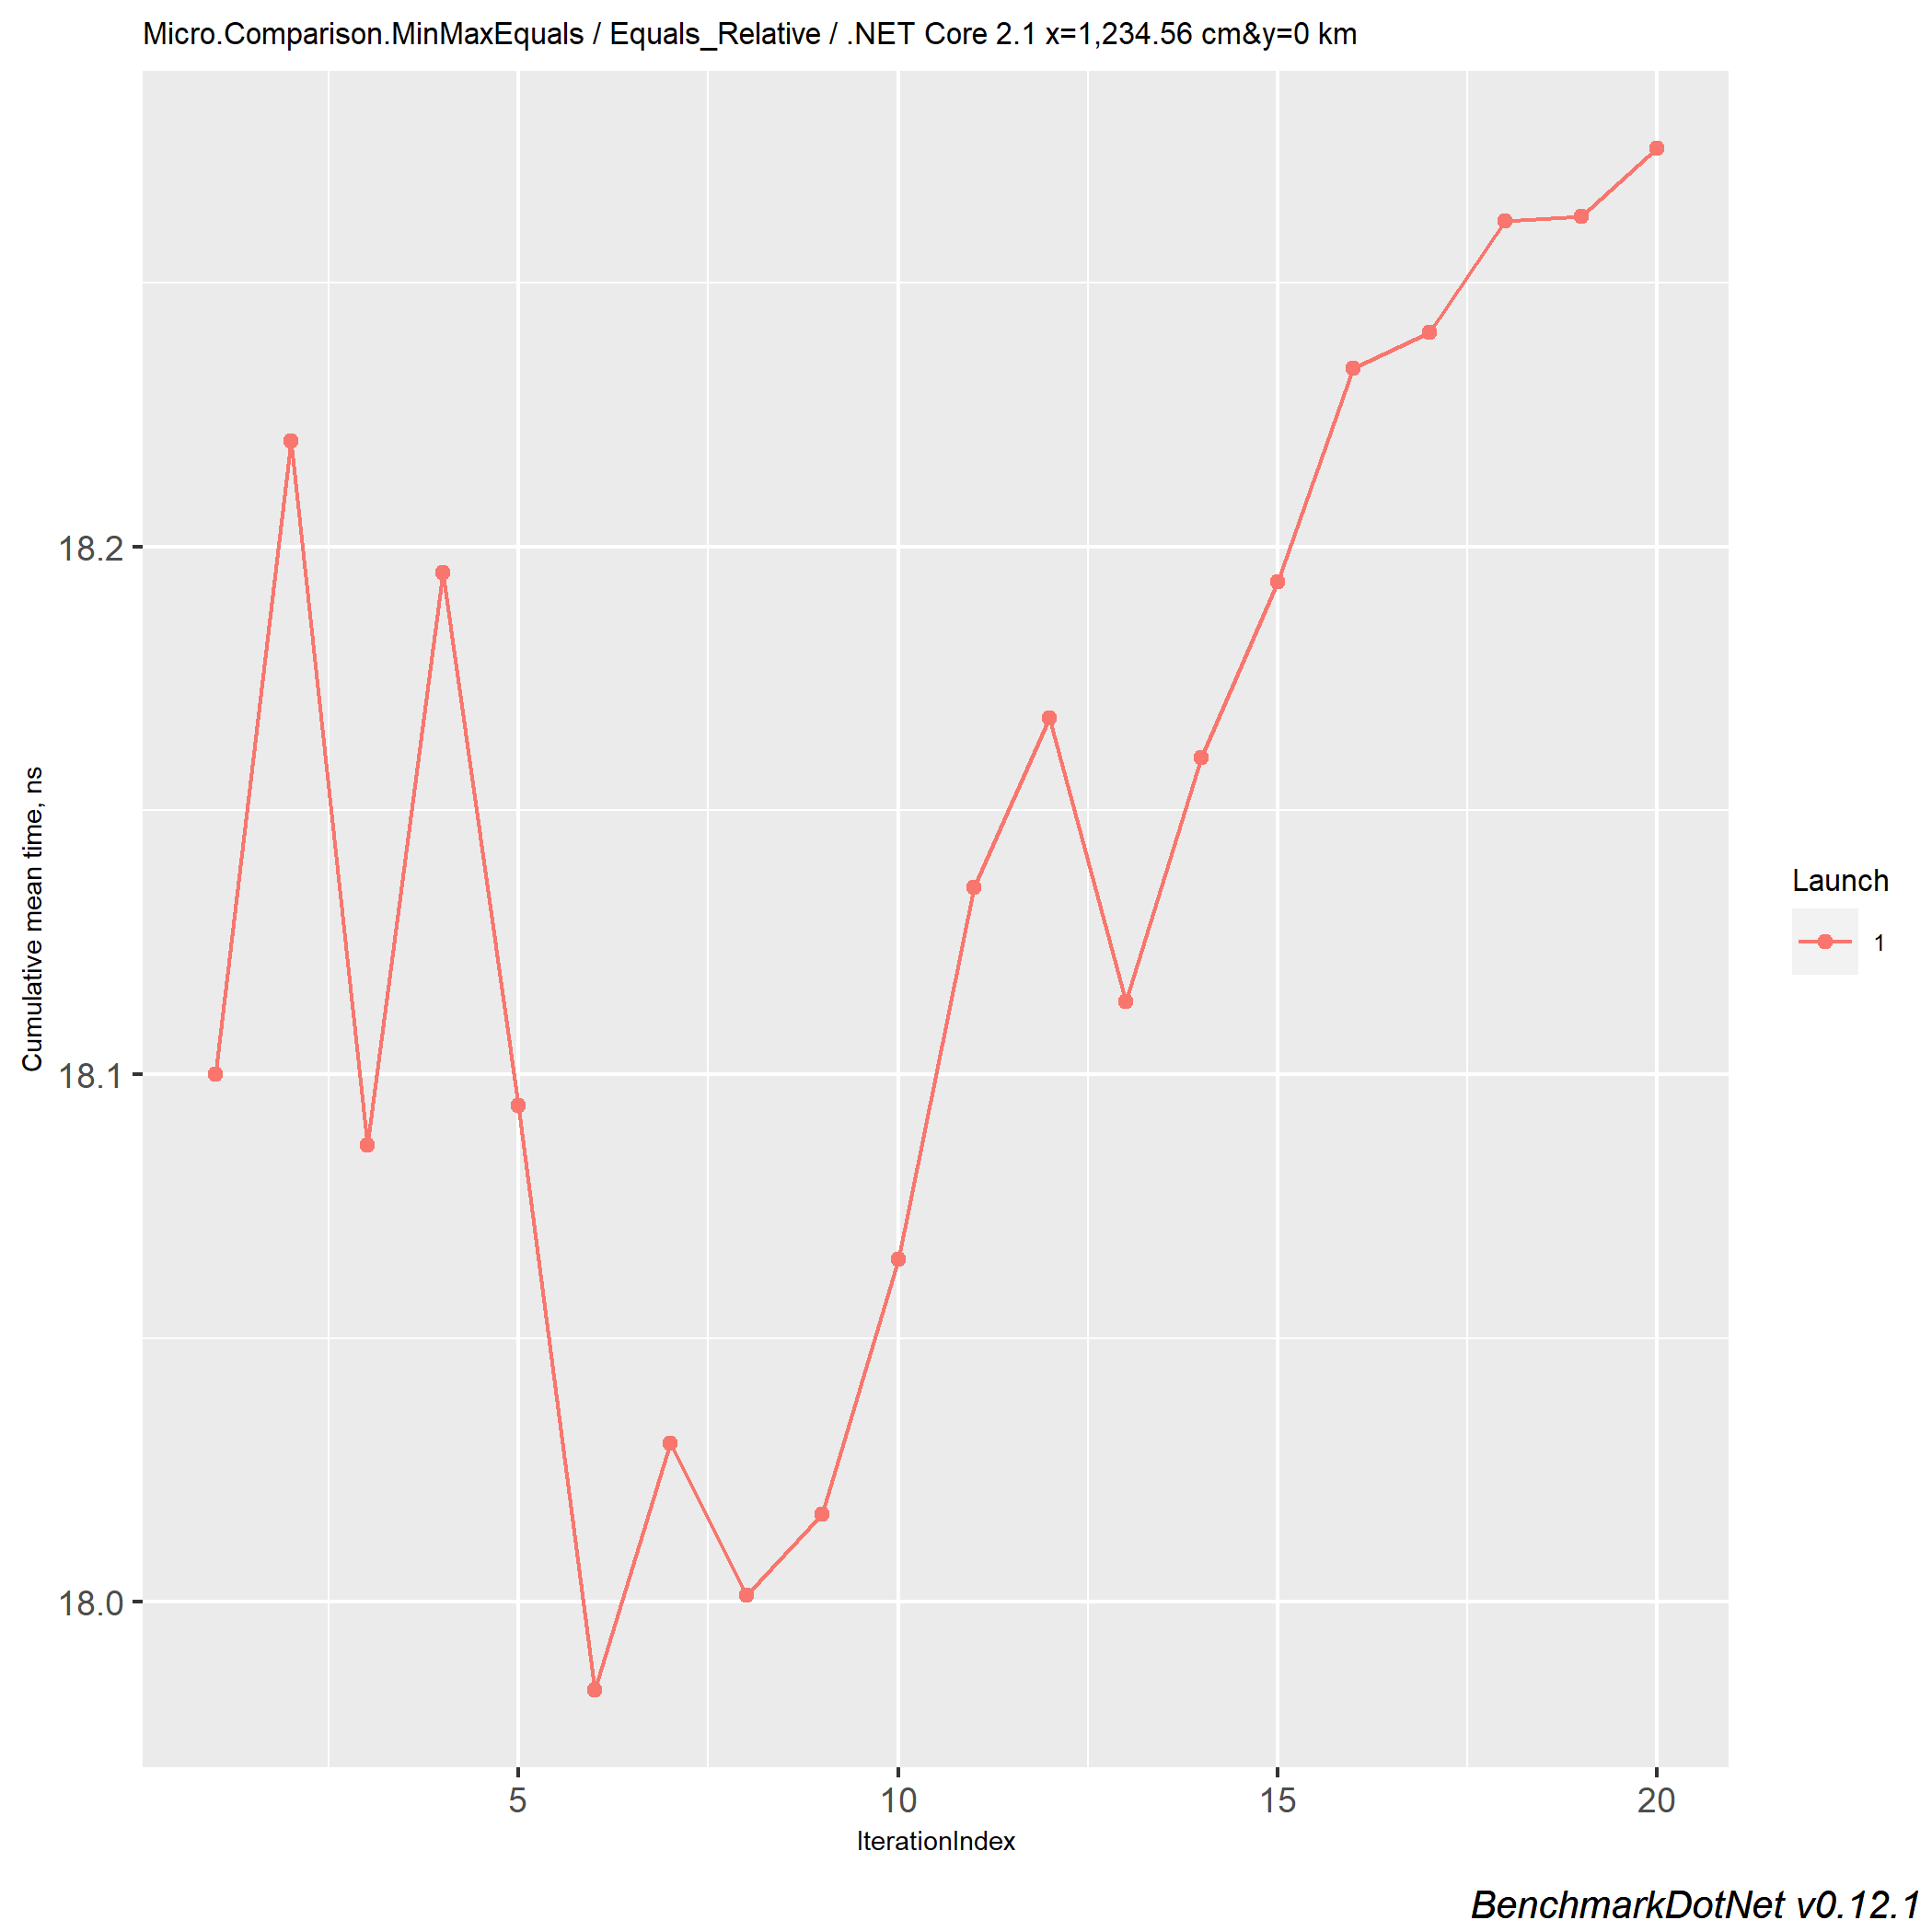 Micro.Comparison.MinMaxEquals / Equals_Relative / .NET Core 2.1 x=1,234.56 cm&y=0 km
Cumulative mean time, ns
18.2
18.1
18.0
5 10 15 20
IterationIndex
Launch
1
BenchmarkDotNet v0.12.1